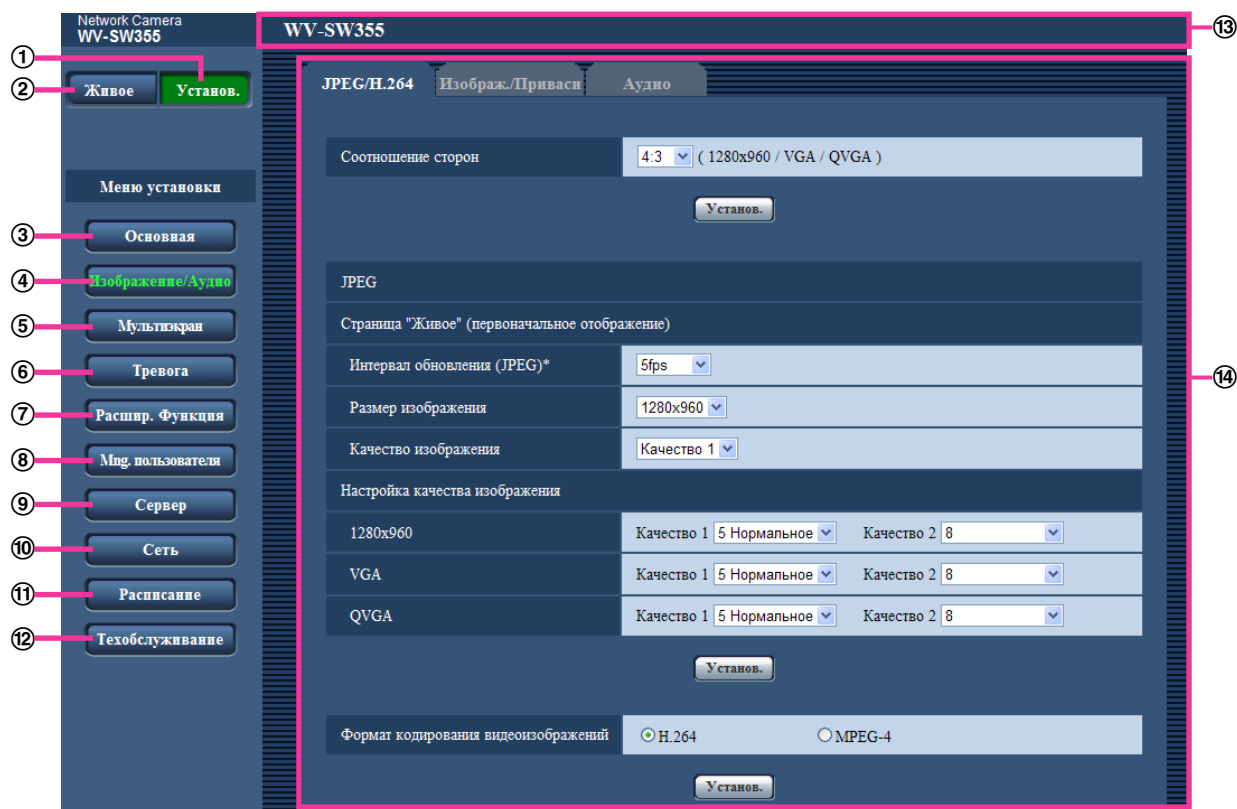 Network Camera
WV-SW355
WV-SW355
⑬
①
②
Живое
Установ.
JPEG/H.264
Изображ./Приваси
Аудио
Соотношение сторон
4:3 ( 1280x960 / VGA / QVGA )
Установ.
Меню установки
③
Основная
④
Изображение/Аудио
⑤
Мультиэкран
⑥
Тревога
⑦
Расшир. Функция
⑧
Mng. пользователя
⑨
Сервер
⑩
Сеть
⑪
Расписание
⑫
Техобслуживание
JPEG
Страница "Живое" (первоначальное отображение)
Интервал обновления (JPEG)*
5fps
⑭
Размер изображения
1280x960
Качество изображения
Качество 1
Настройка качества изображения
1280x960
Качество 1 5 Нормальное Качество 2 8
VGA
Качество 1 5 Нормальное Качество 2 8
QVGA
Качество 1 5 Нормальное Качество 2 8
Установ.
Формат кодирования видеоизображений
H.264 MPEG-4
Установ.